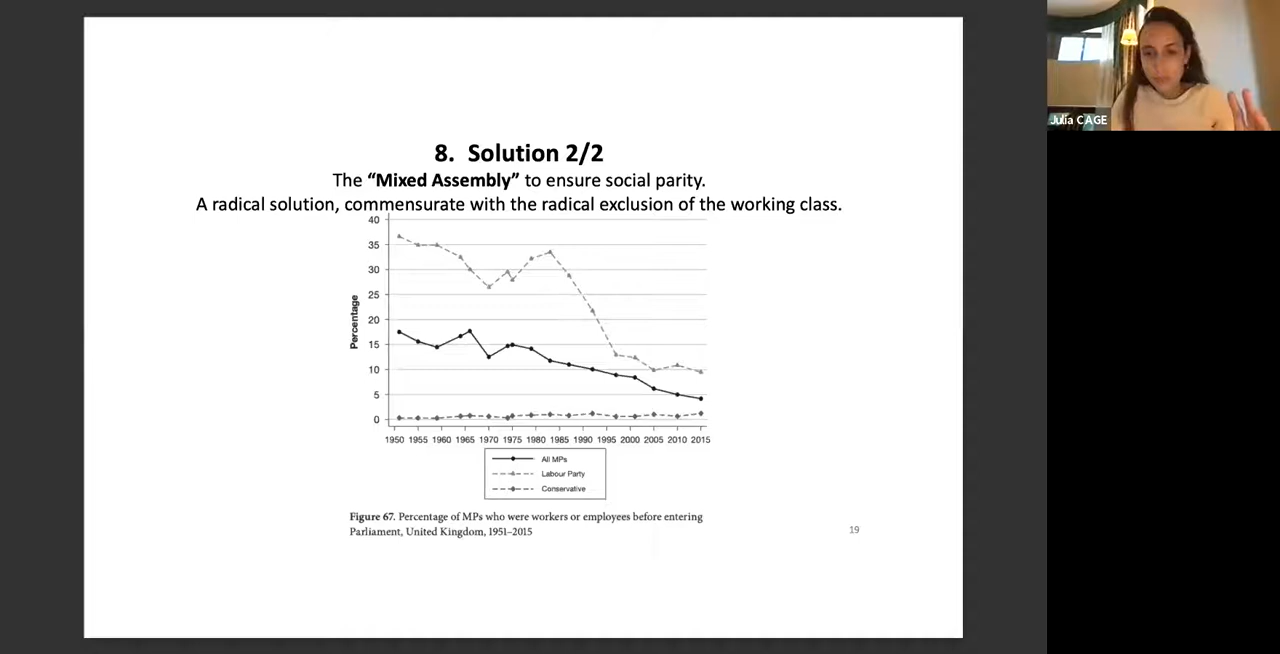 8. Solution 2/2
The “Mixed Assembly” to ensure social parity.
A radical solution, commensurate with the radical exclusion of the working class.
40
35
30
25
20
15
10
5
0
Percentage
1950 1955 1960 1965 1970 1975 1980 1985 1990 1995 2000 2005 2010 2015
All MPs
Labour Party
Conservative
Figure 67. Percentage of MPs who were workers or employees before entering
Parliament, United Kingdom, 1951–2015
19
Julia CAGE